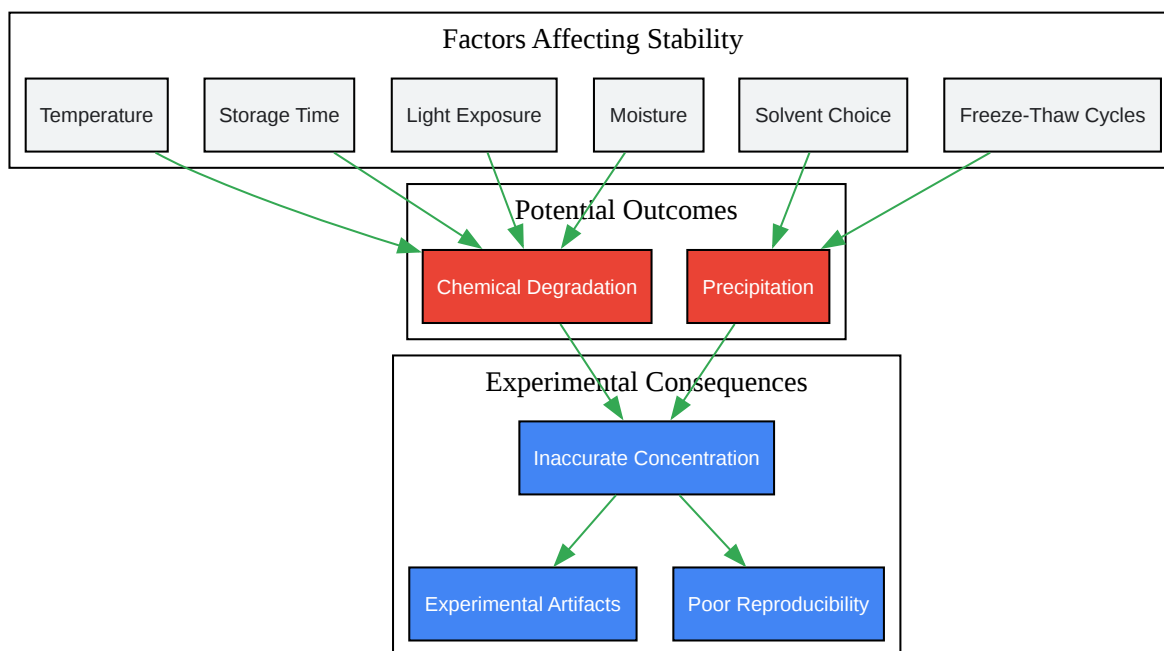 Factors Affecting Stability
Temperature
Storage Time
Light Exposure
Moisture
Solvent Choice
Freeze-Thaw Cycles
Potential Outcomes
Chemical Degradation
Precipitation
Experimental Consequences
Inaccurate Concentration
Experimental Artifacts
Poor Reproducibility